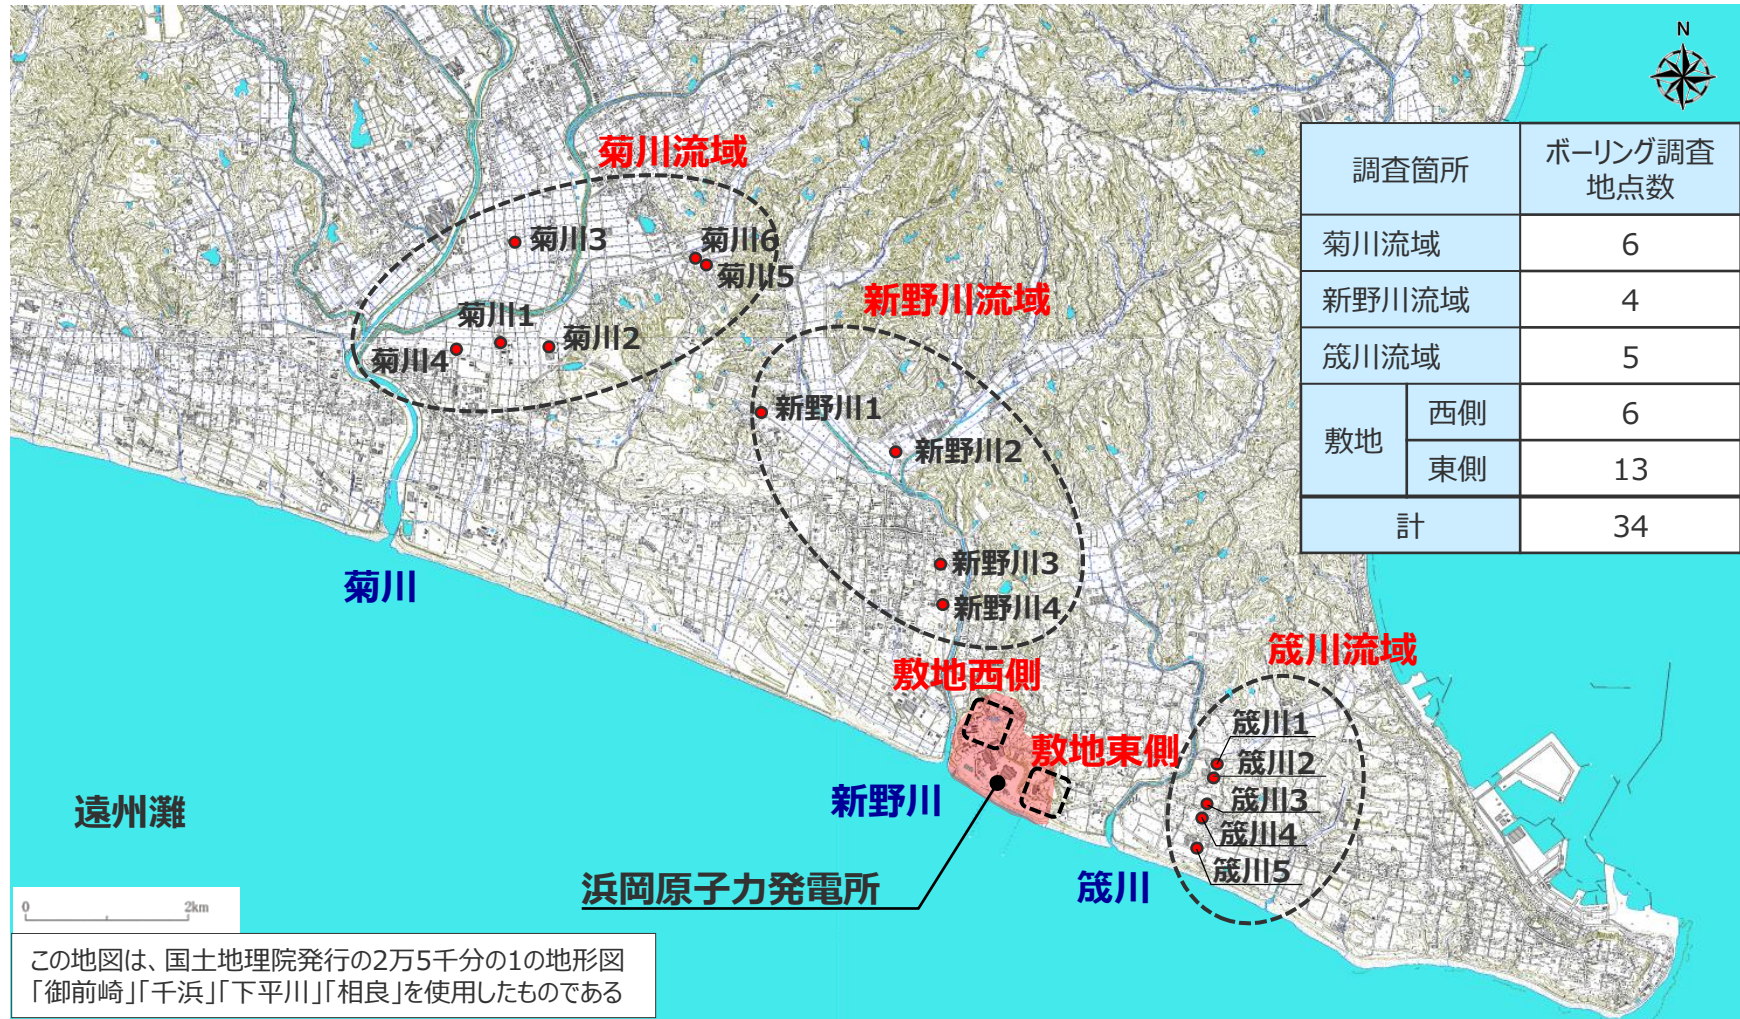 N
調査箇所
ボーリング調査
地点数
菊川流域
6
新野川流域
4
筬川流域
5
敷地
西側
6
東側
13
計
34
菊川流域
菊川3
菊川6
菊川5
菊川1
菊川2
菊川4
新野川流域
新野川1
新野川2
新野川3
新野川4
菊川
敷地西側
敷地東側
筬川流域
筬川1
筬川2
筬川3
筬川4
筬川5
新野川
筬川
遠州灘
浜岡原子力発電所
0
2km
この地図は、国土地理院発行の2万5千分の1の地形図
「御前崎」「千浜」「下平川」「相良」を使用したものである